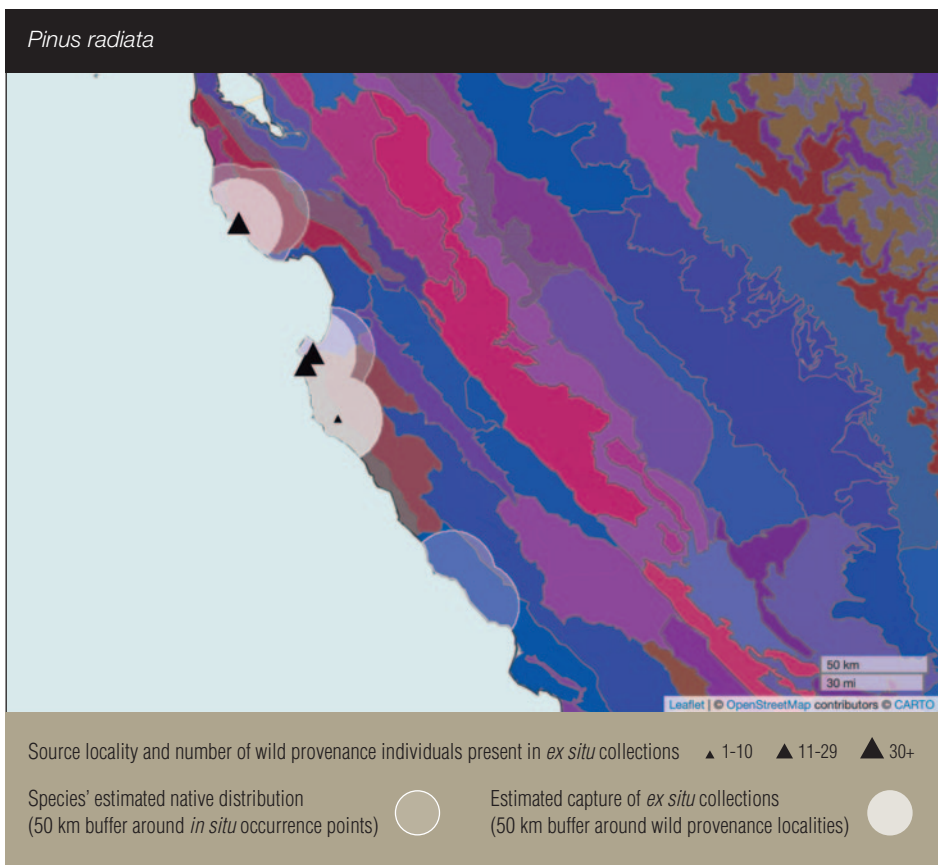 Pinus radiata
50 km
30 mi
Leaflet | © OpenStreetMap contributors © CARTO
Source locality and number of wild provenance individuals present in ex situ collections 1-10 11-29 30+
Species’ estimated native distribution
(50 km buffer around in situ occurrence points)
Estimated capture of ex situ collections
(50 km buffer around wild provenance localities)